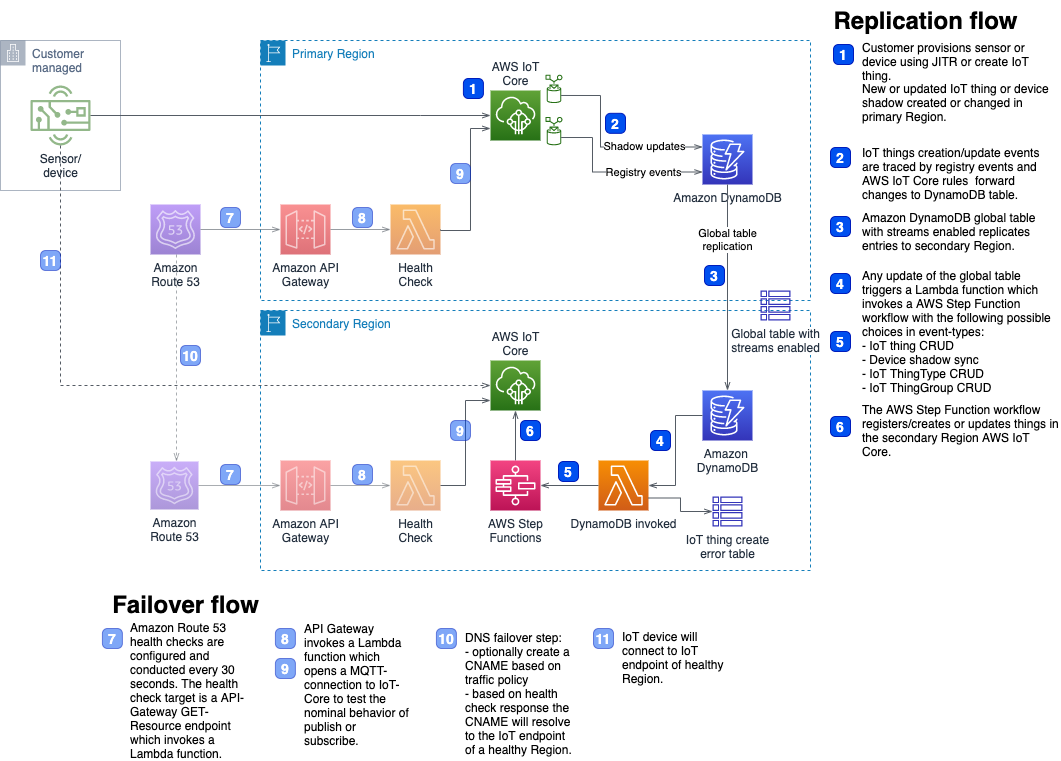 Replication flow
1
Customer provisions sensor or
device using JITR or create IoT
thing.
New or updated IoT thing or device
shadow created or changed in
primary Region.
2
IoT things creation/update events
are traced by registry events and
AWS IoT Core rules  forward
changes to DynamoDB table.
3
Amazon DynamoDB global table
with streams enabled replicates
entries to secondary Region.
4
5
Any update of the global table
triggers a Lambda function which
invokes a AWS Step Function
workflow with the following possible
choices in event-types:
- IoT thing CRUD
- Device shadow sync
- IoT ThingType CRUD
- IoT ThingGroup CRUD
6
The AWS Step Function workflow
registers/creates or updates things in
the secondary Region AWS IoT
Core.
Customer
managed
Sensor/
device
Primary Region
AWS IoT
Core
1
2
Shadow updates
Registry events
Amazon DynamoDB
9
7
8
53
Amazon
Route 53
</>
Amazon API
Gateway
Health
Check
Global table
replication
3
11
10
Global table with
streams enabled
Secondary Region
AWS IoT
Core
9
6
4
Amazon
DynamoDB
7
8
5
53
Amazon
Route 53
</>
Amazon API
Gateway
Health
Check
AWS Step
Functions
DynamoDB invoked
IoT thing create
error table
Failover flow
7
Amazon Route 53
health checks are
configured and
conducted every 30
seconds. The health
check target is a API-
Gateway GET-
Resource endpoint
which invokes a
Lambda function.
8
9
API Gateway
invokes a Lambda
function which
opens a MQTT-
connection to IoT-
Core to test the
nominal behavior of
publish or
subscribe.
10
DNS failover step:
- optionally create a
CNAME based on
traffic policy
- based on health
check response the
CNAME will resolve
to the IoT endpoint
of a healthy Region.
11
IoT device will
connect to IoT
endpoint of healthy
Region.